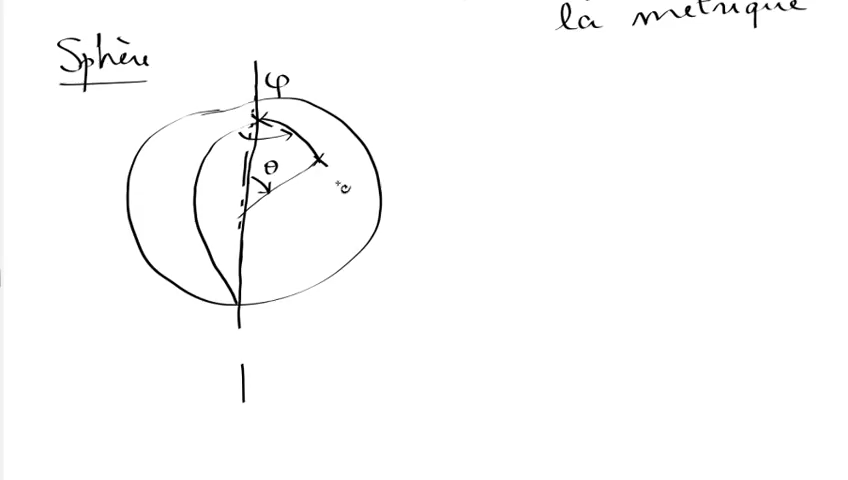 la métrique
Sphère
φ
θ